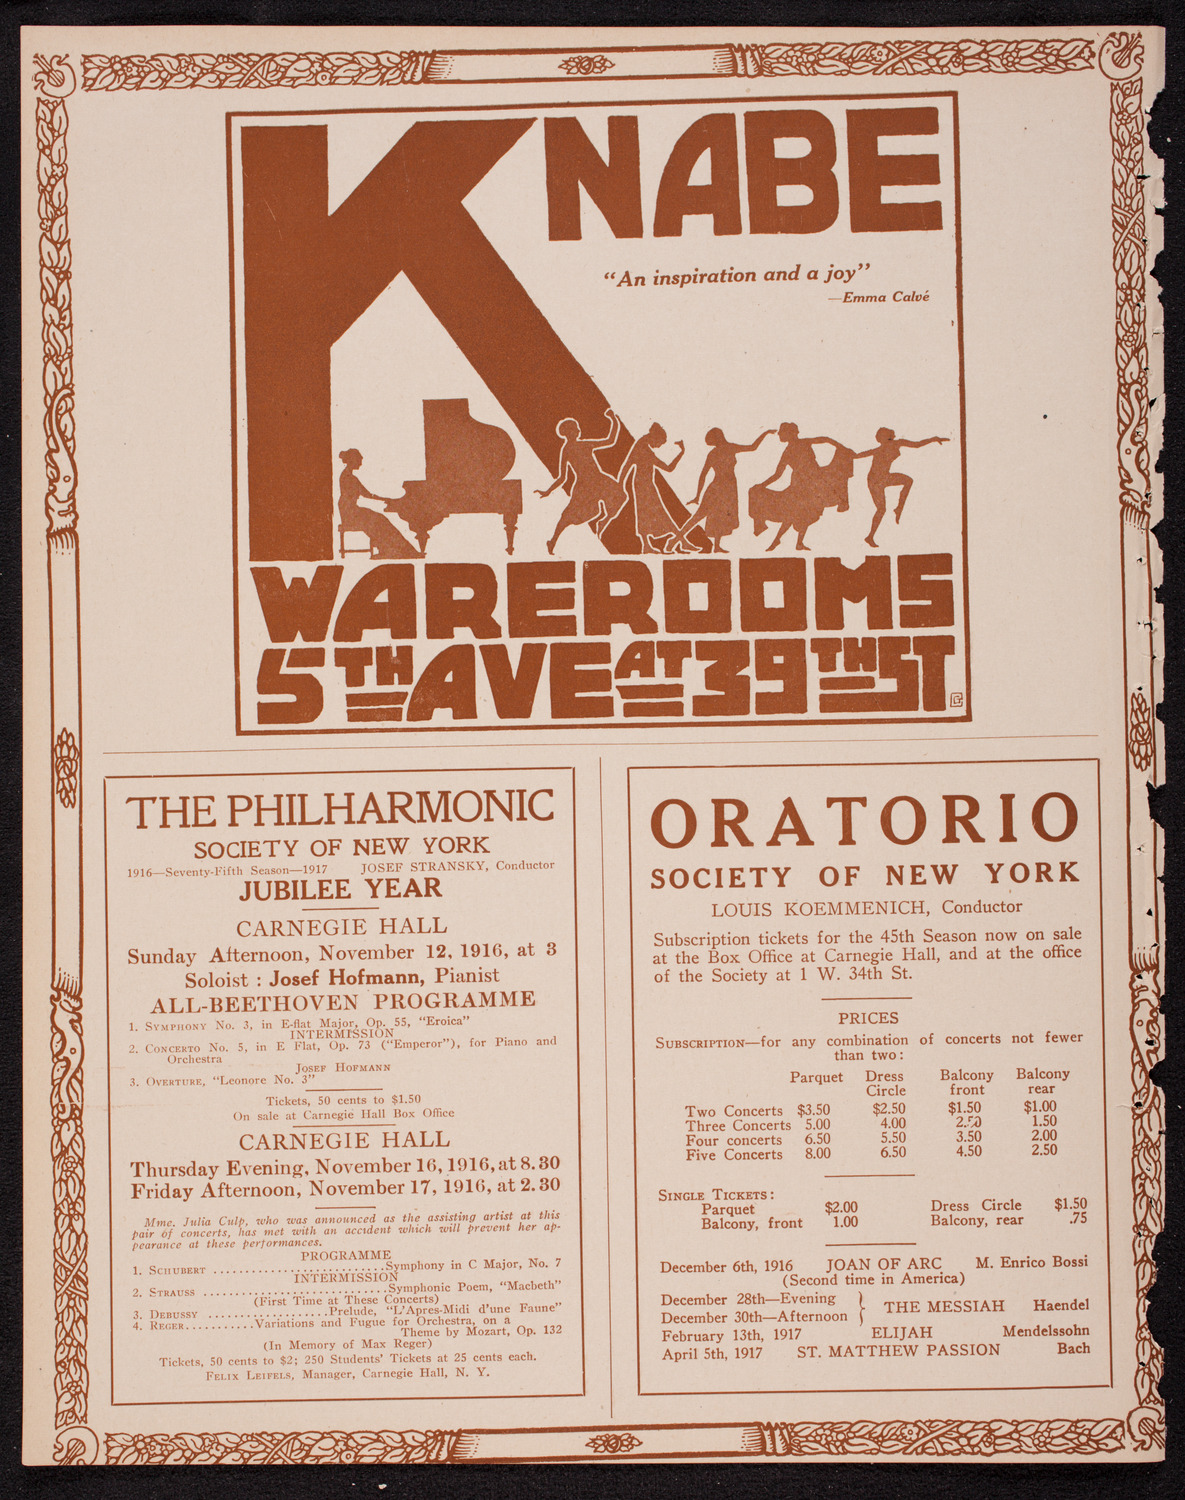 KNABE
“An inspiration and a joy”
—Emma Calvé
WAREROOMS
5TH AVE AT 39TH ST
THE PHILHARMONIC
SOCIETY OF NEW YORK
1916—Seventy-Fifth Season—1917 JOSEF STRANSKY, Conductor
JUBILEE YEAR
CARNEGIE HALL
Sunday Afternoon, November 12, 1916, at 3
Soloist : Josef Hofmann, Pianist
ALL-BEETHOVEN PROGRAMME
1. SYMPHONY No. 3, in E-flat Major, Op. 55, “Eroica”
INTERMISSION
2. CONCERTO No. 5, in E Flat, Op. 73 (“Emperor”), for Piano and
Orchestra
JOSEF HOFMANN
3. OVERTURE, “Leonore No. 3”
Tickets, 50 cents to $1.50
On sale at Carnegie Hall Box Office
CARNEGIE HALL
Thursday Evening, November 16, 1916, at 8.30
Friday Afternoon, November 17, 1916, at 2.30
Mme. Julia Culp, who was announced as the assisting artist at this
pair of concerts, has met with an accident which will prevent her ap-
pearance at these performances.
PROGRAMME
1. SCHUBERT ............................Symphony in C Major, No. 7
INTERMISSION
2. STRAUSS ..............................Symphonic Poem, “Macbeth”
(First Time at These Concerts)
3. DEBUSSY ....................Prelude, “L’Apres-Midi d’une Faune”
4. REGER...........Variations and Fugue for Orchestra, on a
Theme by Mozart, Op. 132
(In Memory of Max Reger)
Tickets, 50 cents to $2; 250 Students’ Tickets at 25 cents each.
FELIX LEIFELS, Manager, Carnegie Hall, N. Y.
ORATORIO
SOCIETY OF NEW YORK
LOUIS KOEMMENICH, Conductor
Subscription tickets for the 45th Season now on sale
at the Box Office at Carnegie Hall, and at the office
of the Society at 1 W. 34th St.
PRICES
SUBSCRIPTION—for any combination of concerts not fewer
than two:
Parquet Dress Balcony Balcony
Circle front rear
Two Concerts $3.50 $2.50 $1.50 $1.00
Three Concerts 5.00 4.00 2.50 1.50
Four concerts 6.50 5.50 3.50 2.00
Five Concerts 8.00 6.50 4.50 2.50
SINGLE TICKETS:
Parquet $2.00 Dress Circle $1.50
Balcony, front 1.00 Balcony, rear .75
December 6th, 1916 JOAN OF ARC M. Enrico Bossi
(Second time in America)
December 28th—Evening
December 30th—Afternoon } THE MESSIAH Haendel
February 13th, 1917 ELIJAH Mendelssohn
April 5th, 1917 ST. MATTHEW PASSION Bach